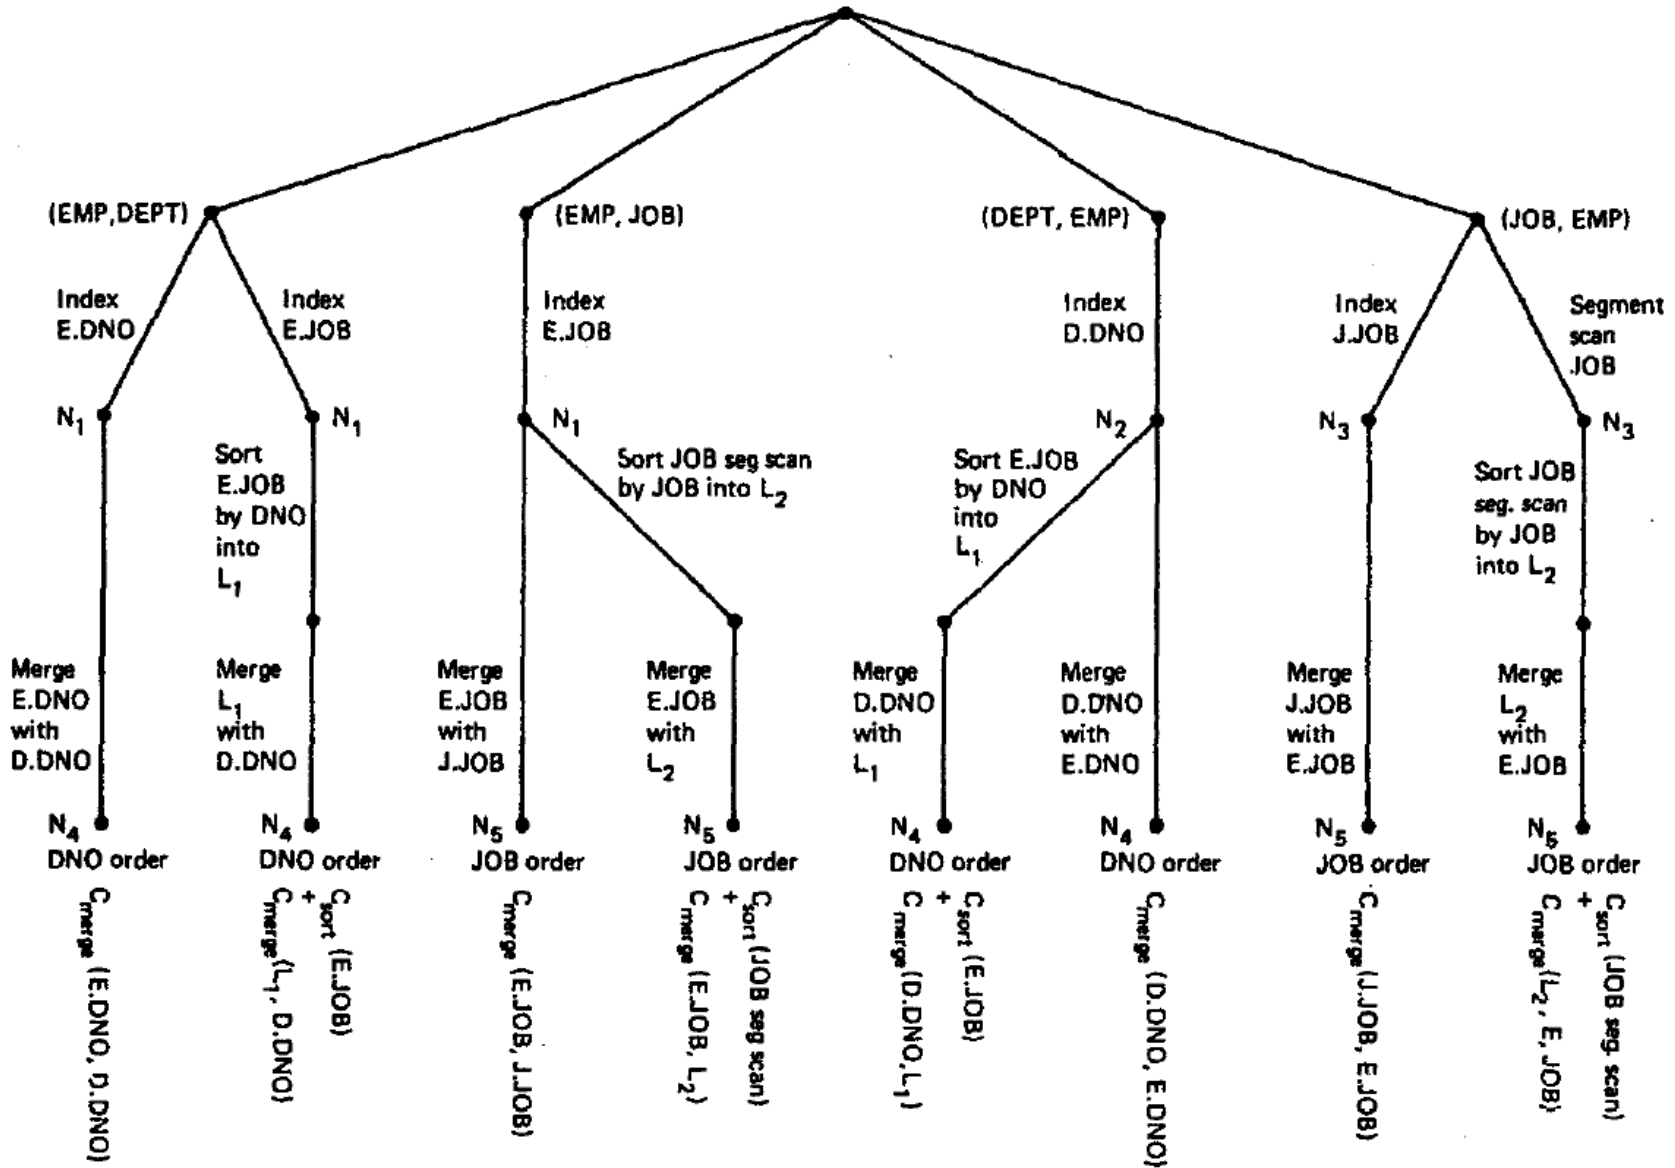 (EMP,DEPT)
(EMP, JOB)
(DEPT, EMP)
(JOB, EMP)
Index
E.DNO
Index
E.JOB
Index
E.JOB
Index
D.DNO
Index
J.JOB
Segment
scan
JOB
N1
N1
N1
N2
N3
N3
Sort
E.JOB
by DNO
into
L1
Sort JOB seg scan
by JOB into L2
Sort E.JOB
by DNO
into
L1
Sort JOB
seg. scan
by JOB
into L2
Merge
E.DNO
with
D.DNO
Merge
L1
with
D.DNO
Merge
E.JOB
with
J.JOB
Merge
E.JOB
with
L2
Merge
D.DNO
with
L1
Merge
D.DNO
with
E.DNO
Merge
J.JOB
with
E.JOB
Merge
L2
with
E.JOB
N4
DNO order
N4
DNO order
N5
JOB order
N5
JOB order
N4
DNO order
N4
DNO order
N5
JOB order
N5
JOB order
Cmerge (E.DNO, D.DNO)
Csort (E.JOB)
+
Cmerge (L1, D.DNO)
Cmerge (E.JOB, J.JOB)
Csort (JOB seg scan)
+
Cmerge (E.JOB, L2)
Csort (E.JOB)
+
Cmerge (D.DNO, L1)
Cmerge (D.DNO, E.DNO)
Cmerge (J.JOB, E.JOB)
Csort (JOB seg. scan)
+
Cmerge (L2, E, JOB)